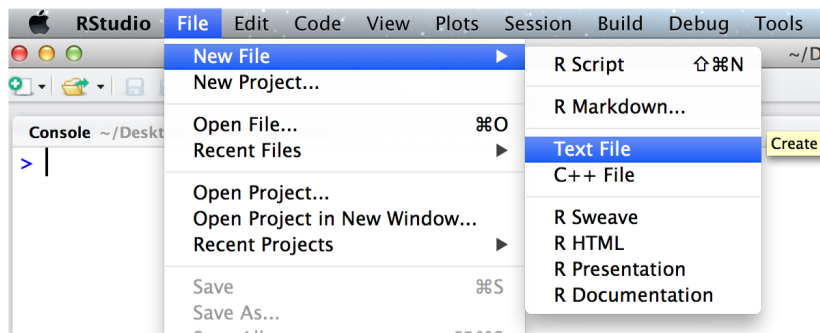 RStudio File Edit Code View Plots Session Build Debug Tools
~/D
New File
New Project...
Open File... ⌘O
Recent Files
Open Project...
Open Project in New Window...
Recent Projects
Save ⌘S
Save As...
R Script ⇧⌘N
R Markdown...
Text File
C++ File
R Sweave
R HTML
R Presentation
R Documentation
Create
Console ~/Deskt
>